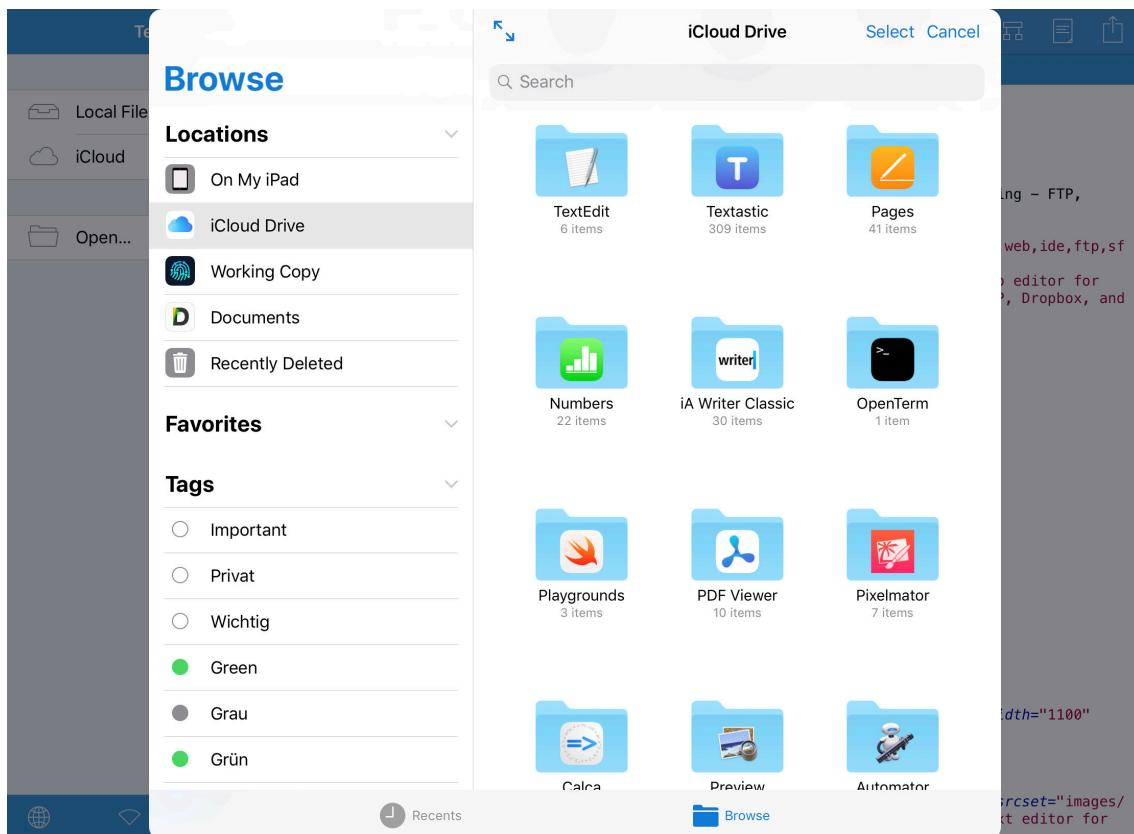 Te
Local File
iCloud
Open...
Browse
Locations
On My iPad
iCloud Drive
Working Copy
Documents
Recently Deleted
Favorites
Tags
Important
Privat
Wichtig
Green
Grau
Grün
iCloud Drive
Select Cancel
Search
TextEdit
6 items
T
Textastic
309 items
Pages
41 items
Numbers
22 items
writer
iA Writer Classic
30 items
>_
OpenTerm
1 item
Playgrounds
3 items
PDF Viewer
10 items
Pixelmator
7 items
=>
Calca
Preview
Automator
Recents
Browse
ing – FTP,
web,ide,ftp,sf
editor for
P, Dropbox, and
idth="1100"
srcset="images/
xt editor for